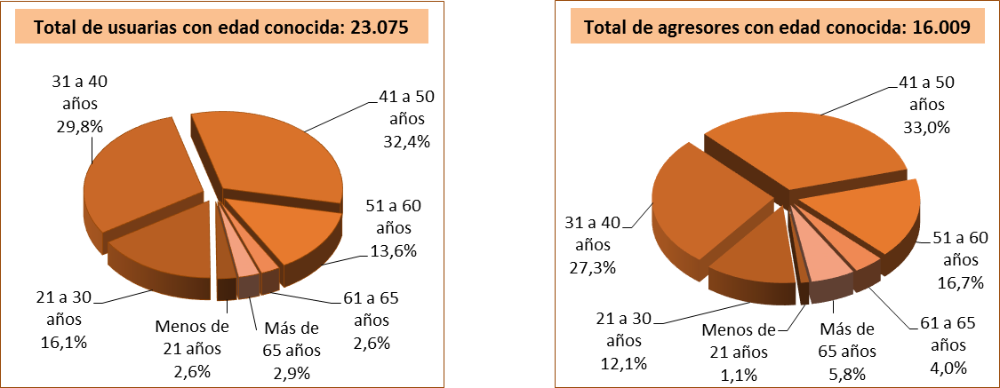 Total de usuarias con edad conocida: 23.075
31 a 40
años
29,8%
41 a 50
años
32,4%
51 a 60
años
13,6%
61 a 65
años
2,6%
Más de
65 años
2,9%
Menos de
21 años
2,6%
21 a 30
años
16,1%
Total de agresores con edad conocida: 16.009
41 a 50
años
33,0%
31 a 40
años
27,3%
51 a 60
años
16,7%
61 a 65
años
4,0%
Más de
65 años
5,8%
Menos de
21 años
1,1%
21 a 30
años
12,1%